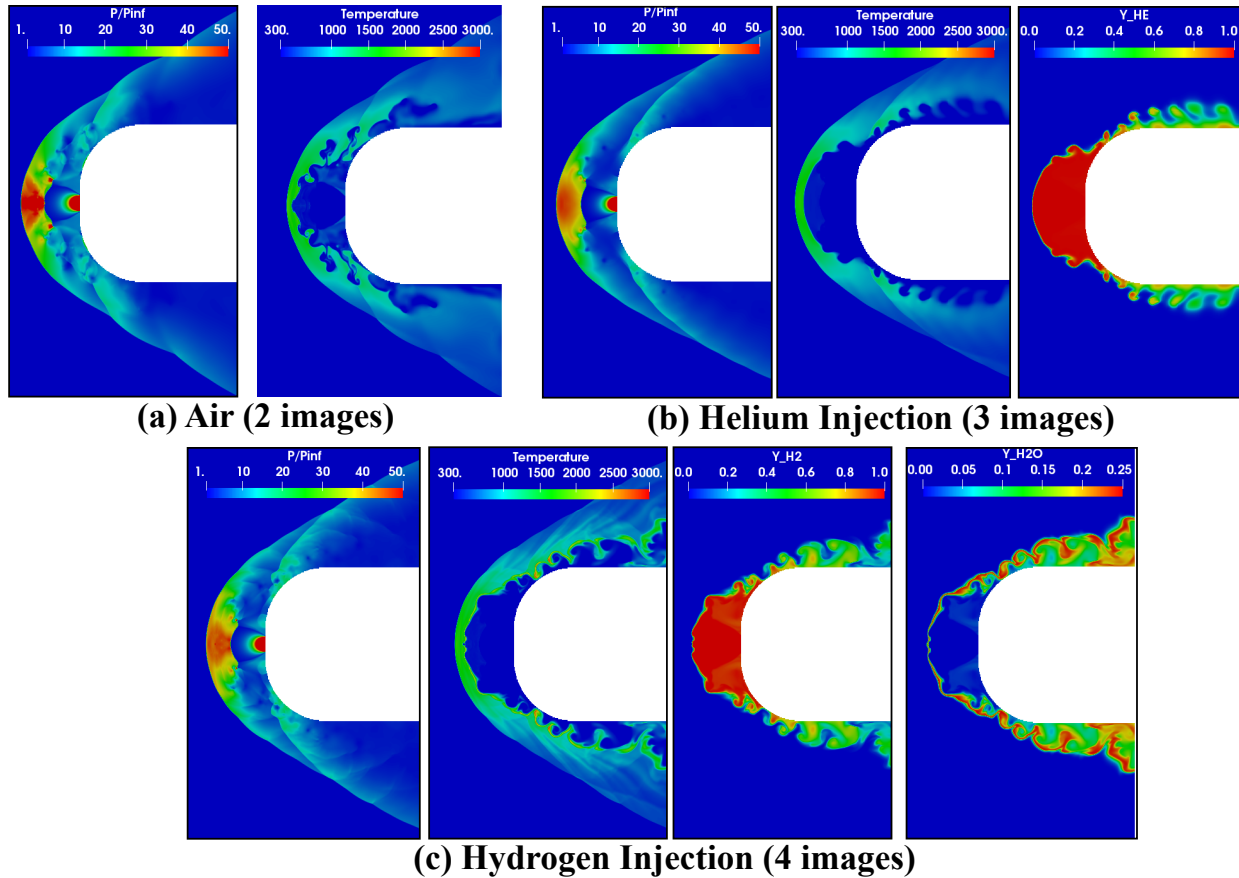 P/Pinf
1. 10 20 30 40 50.
Temperature
300. 1000 1500 2000 2500 3000.
P/Pinf
1. 10 20 30 40 50.
Temperature
300. 1000 1500 2000 2500 3000.
Y_HE
0.0 0.2 0.4 0.6 0.8 1.0
(a) Air (2 images)
(b) Helium Injection (3 images)
P/Pinf
1. 10 20 30 40 50.
Temperature
300. 1000 1500 2000 2500 3000.
Y_H2
0.0 0.2 0.4 0.6 0.8 1.0
Y_H2O
0.00 0.05 0.10 0.15 0.2 0.25
(c) Hydrogen Injection (4 images)